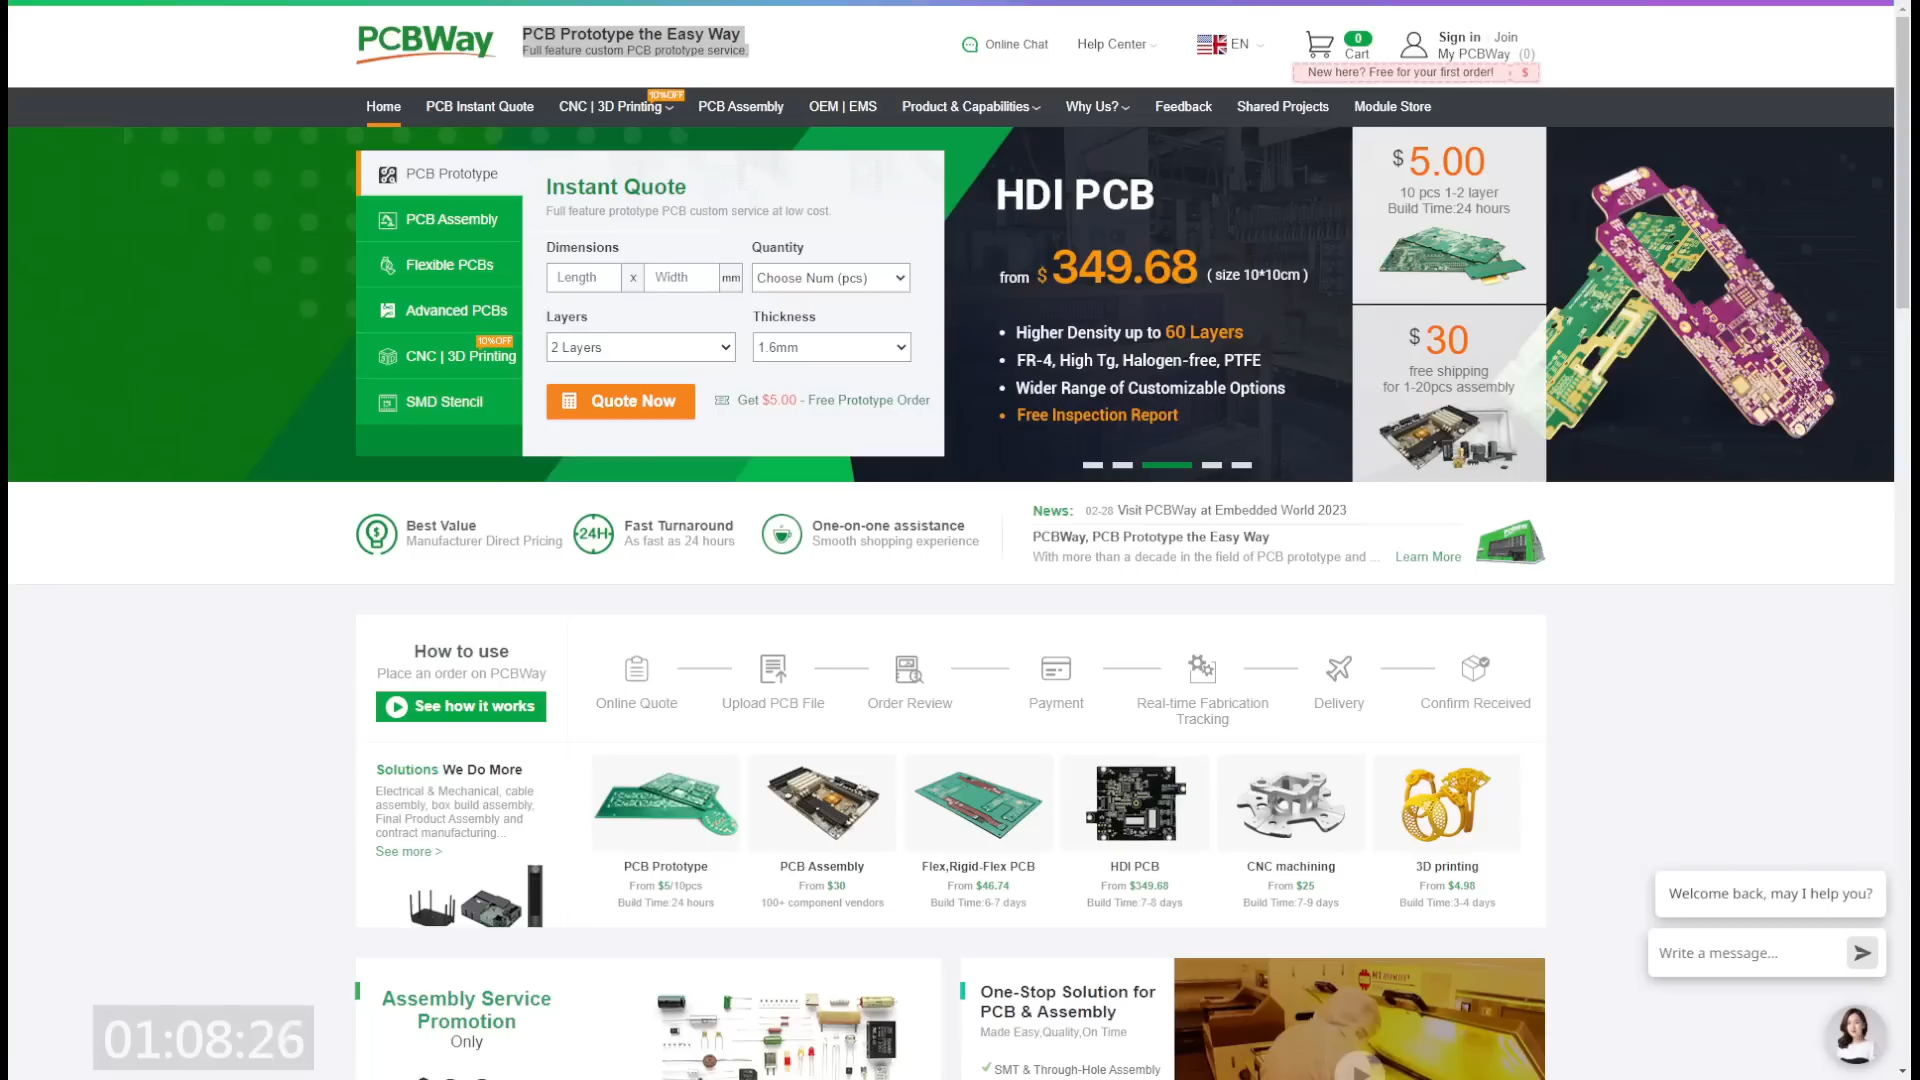 PCBWay
PCB Prototype the Easy Way
Full feature custom PCB prototype service.
Online Chat
Help Center
EN
0
Cart
Sign in
Join
My PCBWay (0)
New here? Free for your first order! $
Home
PCB Instant Quote
CNC | 3D Printing
10%OFF
PCB Assembly
OEM | EMS
Product & Capabilities
Why Us?
Feedback
Shared Projects
Module Store
PCB Prototype
PCB Assembly
Flexible PCBs
Advanced PCBs
10%OFF
CNC | 3D Printing
SMD Stencil
Instant Quote
Full feature prototype PCB custom service at low cost.
Dimensions
Quantity
Length x Width mm
Choose Num (pcs)
Layers
Thickness
2 Layers
1.6mm
Quote Now
Get $5.00 - Free Prototype Order
HDI PCB
from $ 349.68 ( size 10*10cm )
• Higher Density up to 60 Layers
• FR-4, High Tg, Halogen-free, PTFE
• Wider Range of Customizable Options
• Free Inspection Report
$ 5.00
10 pcs 1-2 layer
Build Time:24 hours
$ 30
free shipping
for 1-20pcs assembly
Best Value
Manufacturer Direct Pricing
24H
Fast Turnaround
As fast as 24 hours
One-on-one assistance
Smooth shopping experience
News: 02-28 Visit PCBWay at Embedded World 2023
PCBWay, PCB Prototype the Easy Way
With more than a decade in the field of PCB prototype and ... Learn More
How to use
Place an order on PCBWay
See how it works
Online Quote
Upload PCB File
Order Review
Payment
Real-time Fabrication
Tracking
Delivery
Confirm Received
Solutions We Do More
Electrical & Mechanical, cable
assembly, box build assembly,
Final Product Assembly and
contract manufacturing...
See more >
PCB Prototype
From $5/10pcs
Build Time:24 hours
PCB Assembly
From $30
100+ component vendors
Flex,Rigid-Flex PCB
From $46.74
Build Time:6-7 days
HDI PCB
From $349.68
Build Time:7-8 days
CNC machining
From $25
Build Time:7-9 days
3D printing
From $4.98
Build Time:3-4 days
Welcome back, may I help you?
Write a message...
Assembly Service
Promotion
Only
One-Stop Solution for
PCB & Assembly
Made Easy,Quality,On Time
SMT & Through-Hole Assembly
01:08:26